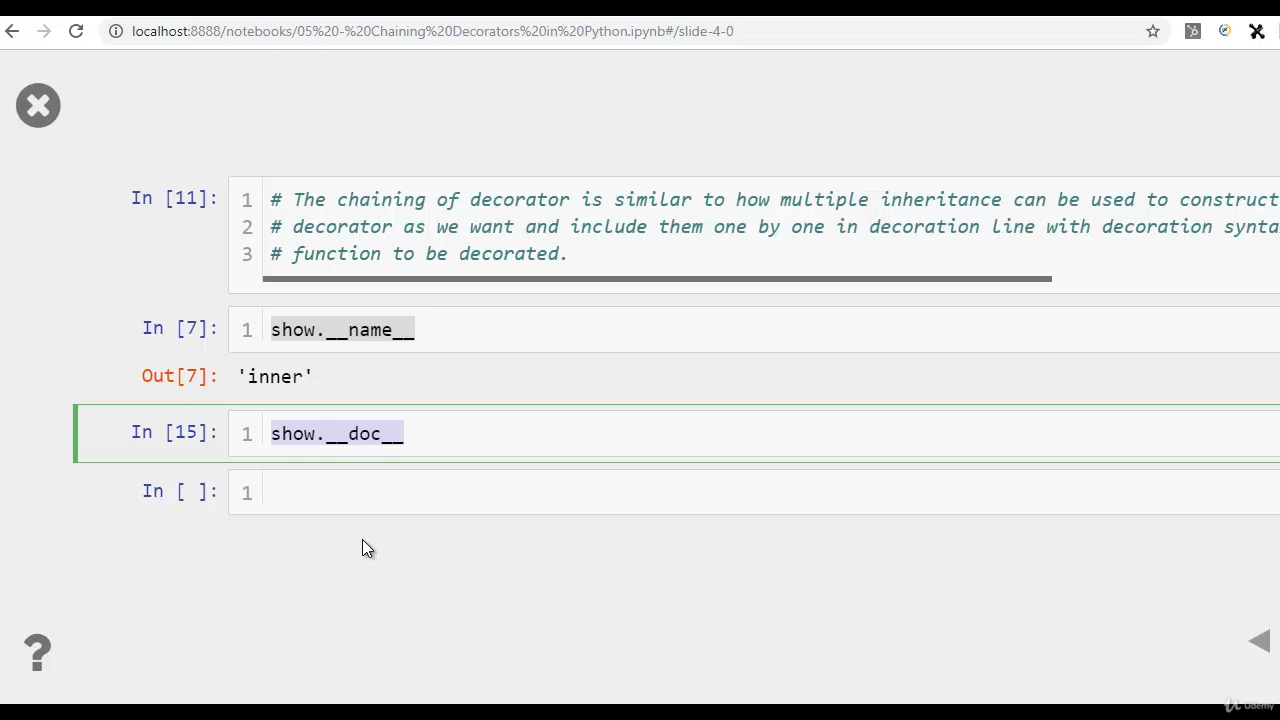 localhost:8888/notebooks/05%20-%20Chaining%20Decorators%20in%20Python.ipynb#/slide-4-0
In [11]:
1 # The chaining of decorator is similar to how multiple inheritance can be used to construct
2 # decorator as we want and include them one by one in decoration line with decoration synta
3 # function to be decorated.
In [7]:
1 show.__name__
Out[7]: 'inner'
In [15]:
1 show.__doc__
In [ ]:
1
?
Udemy